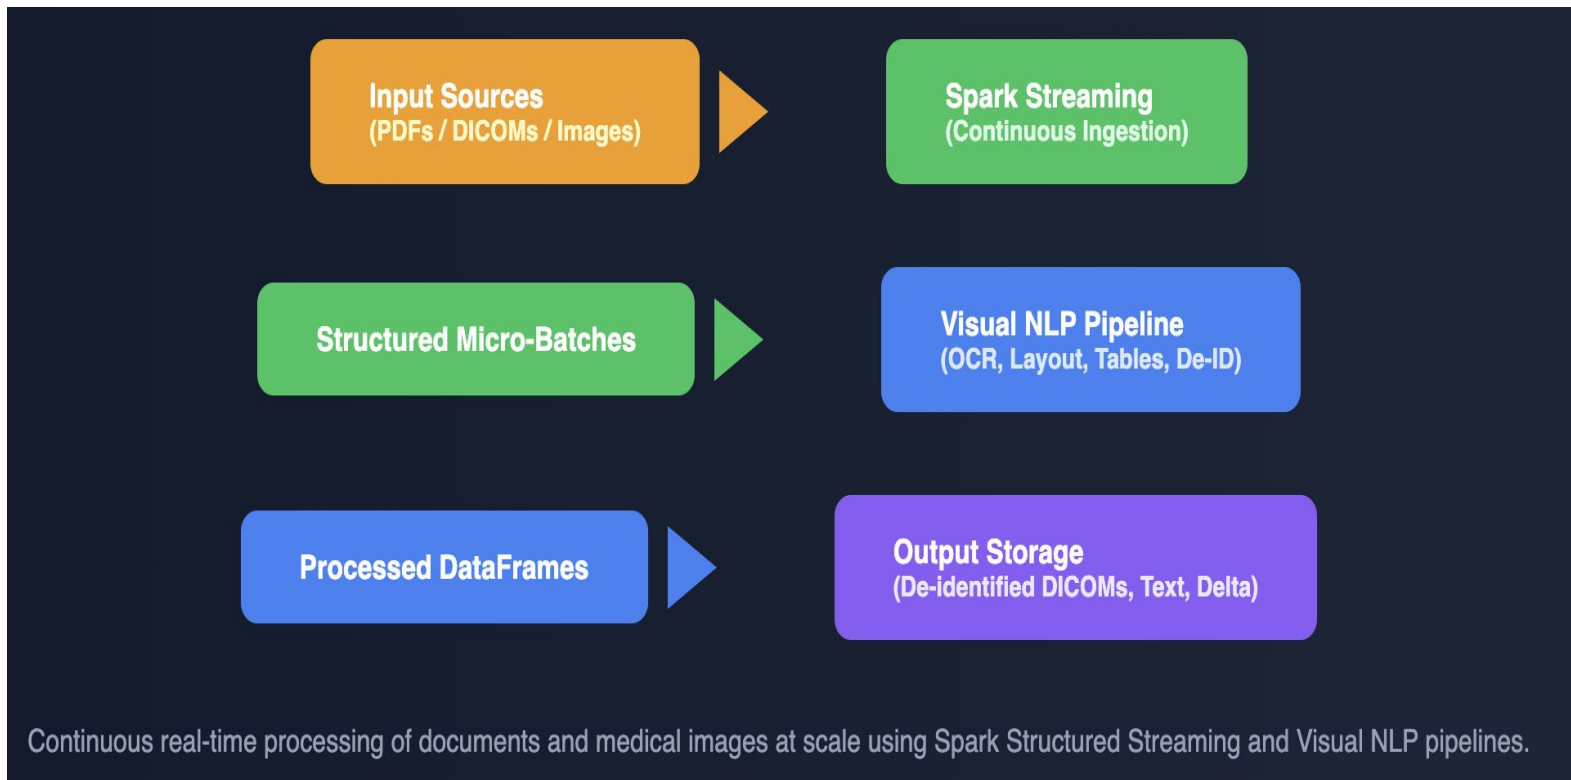 Input Sources
(PDFs / DICOMs / Images)
Spark Streaming
(Continuous Ingestion)
Structured Micro-Batches
Visual NLP Pipeline
(OCR, Layout, Tables, De-ID)
Processed DataFrames
Output Storage
(De-identified DICOMs, Text, Delta)
Continuous real-time processing of documents and medical images at scale using Spark Structured Streaming and Visual NLP pipelines.